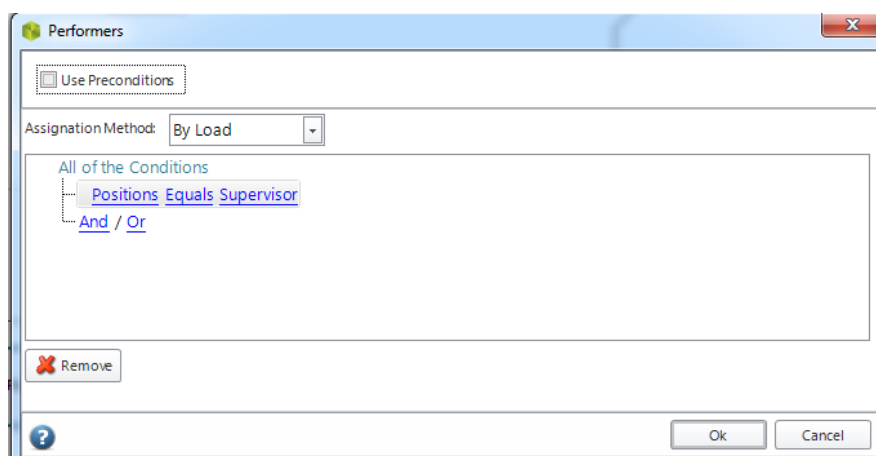 Performers
Use Preconditions
Assignation Method: By Load
All of the Conditions
Positions Equals Supervisor
And / Or
Remove
? Ok Cancel